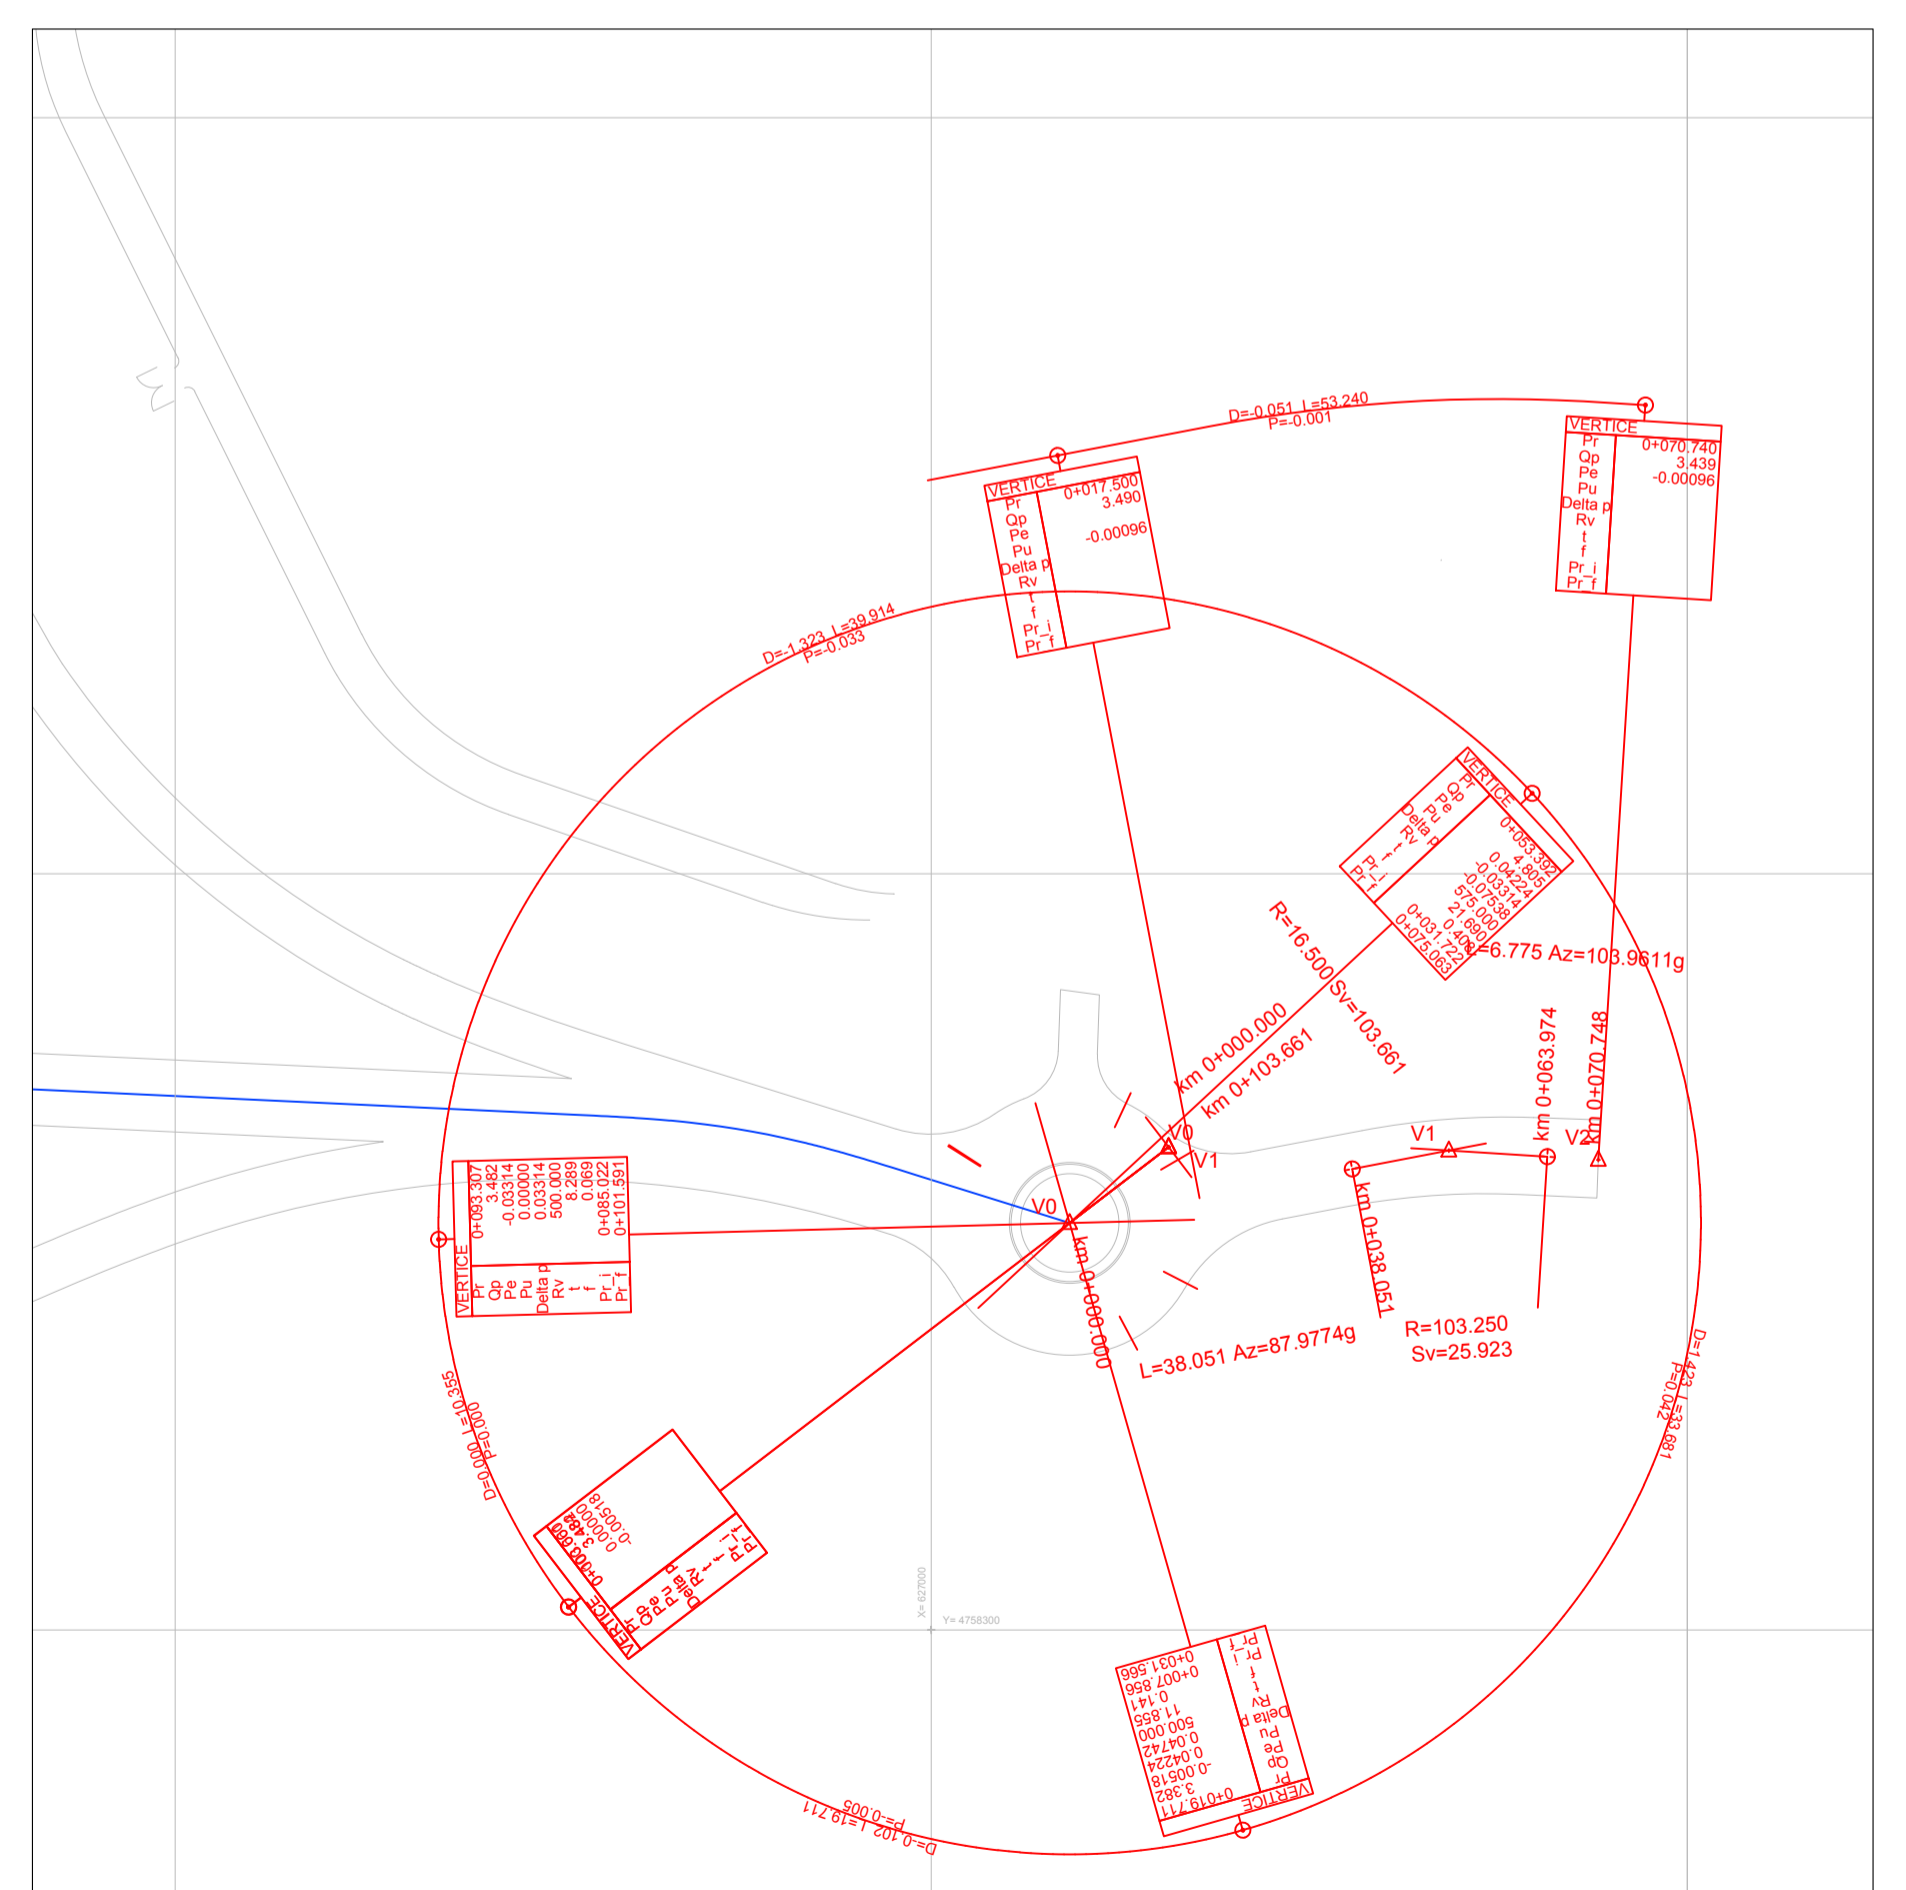 D=-0.051 L=53.240
P=-0.001
VERTICE
Pr 0+017.500
Qp 3.490
Pe
Pu -0.00096
Delta p
Rv
t
f
Pr_i
Pr_f
VERTICE
Pr 0+070.740
Qp 3.439
Pe -0.00096
Pu
Delta p
Rv
t
f
Pr_i
Pr_f
D=-1.323 L=39.914
P=-0.033
VERTICE
Pr 0+053.392
Qp 4.805
Pe 0.04224
Pu -0.03314
Delta p -0.07538
Rv 575.000
t 21.690
f 0.408
Pr_i 0+031.722
Pr_f 0+075.063
L=6.775 Az=103.9611g
R=16.500 Sv=103.661
km 0+000.000
km 0+103.661
km 0+063.974
km 0+070.748
V0
V1
V1
V2
V0
km 0+000.000
km 0+038.051
L=38.051 Az=87.9774g
R=103.250
Sv=25.923
VERTICE
Pr 0+093.307
Qp 3.482
Pe -0.03314
Pu 0.00000
Delta p 0.03314
Rv 500.000
t 8.289
f 0.069
Pr_i 0+085.022
Pr_f 0+101.591
D=1.423 L=33.681
P=0.042
D=0.000 L=10.355
P=0.000
VERTICE
Pr
Qp 3.482
Pe 0.00000
Pu -0.00518
Delta p
Rv
t
f
Pr_i
Pr_f
X= 627000
Y= 4758300
VERTICE
Pr 0+019.711
Qp 3.382
Pe -0.00518
Pu 0.04224
Delta p 0.04742
Rv 500.000
t 11.855
f 0.141
Pr_i 0+007.856
Pr_f 0+031.566
D=-0.102 L=19.711
P=-0.005